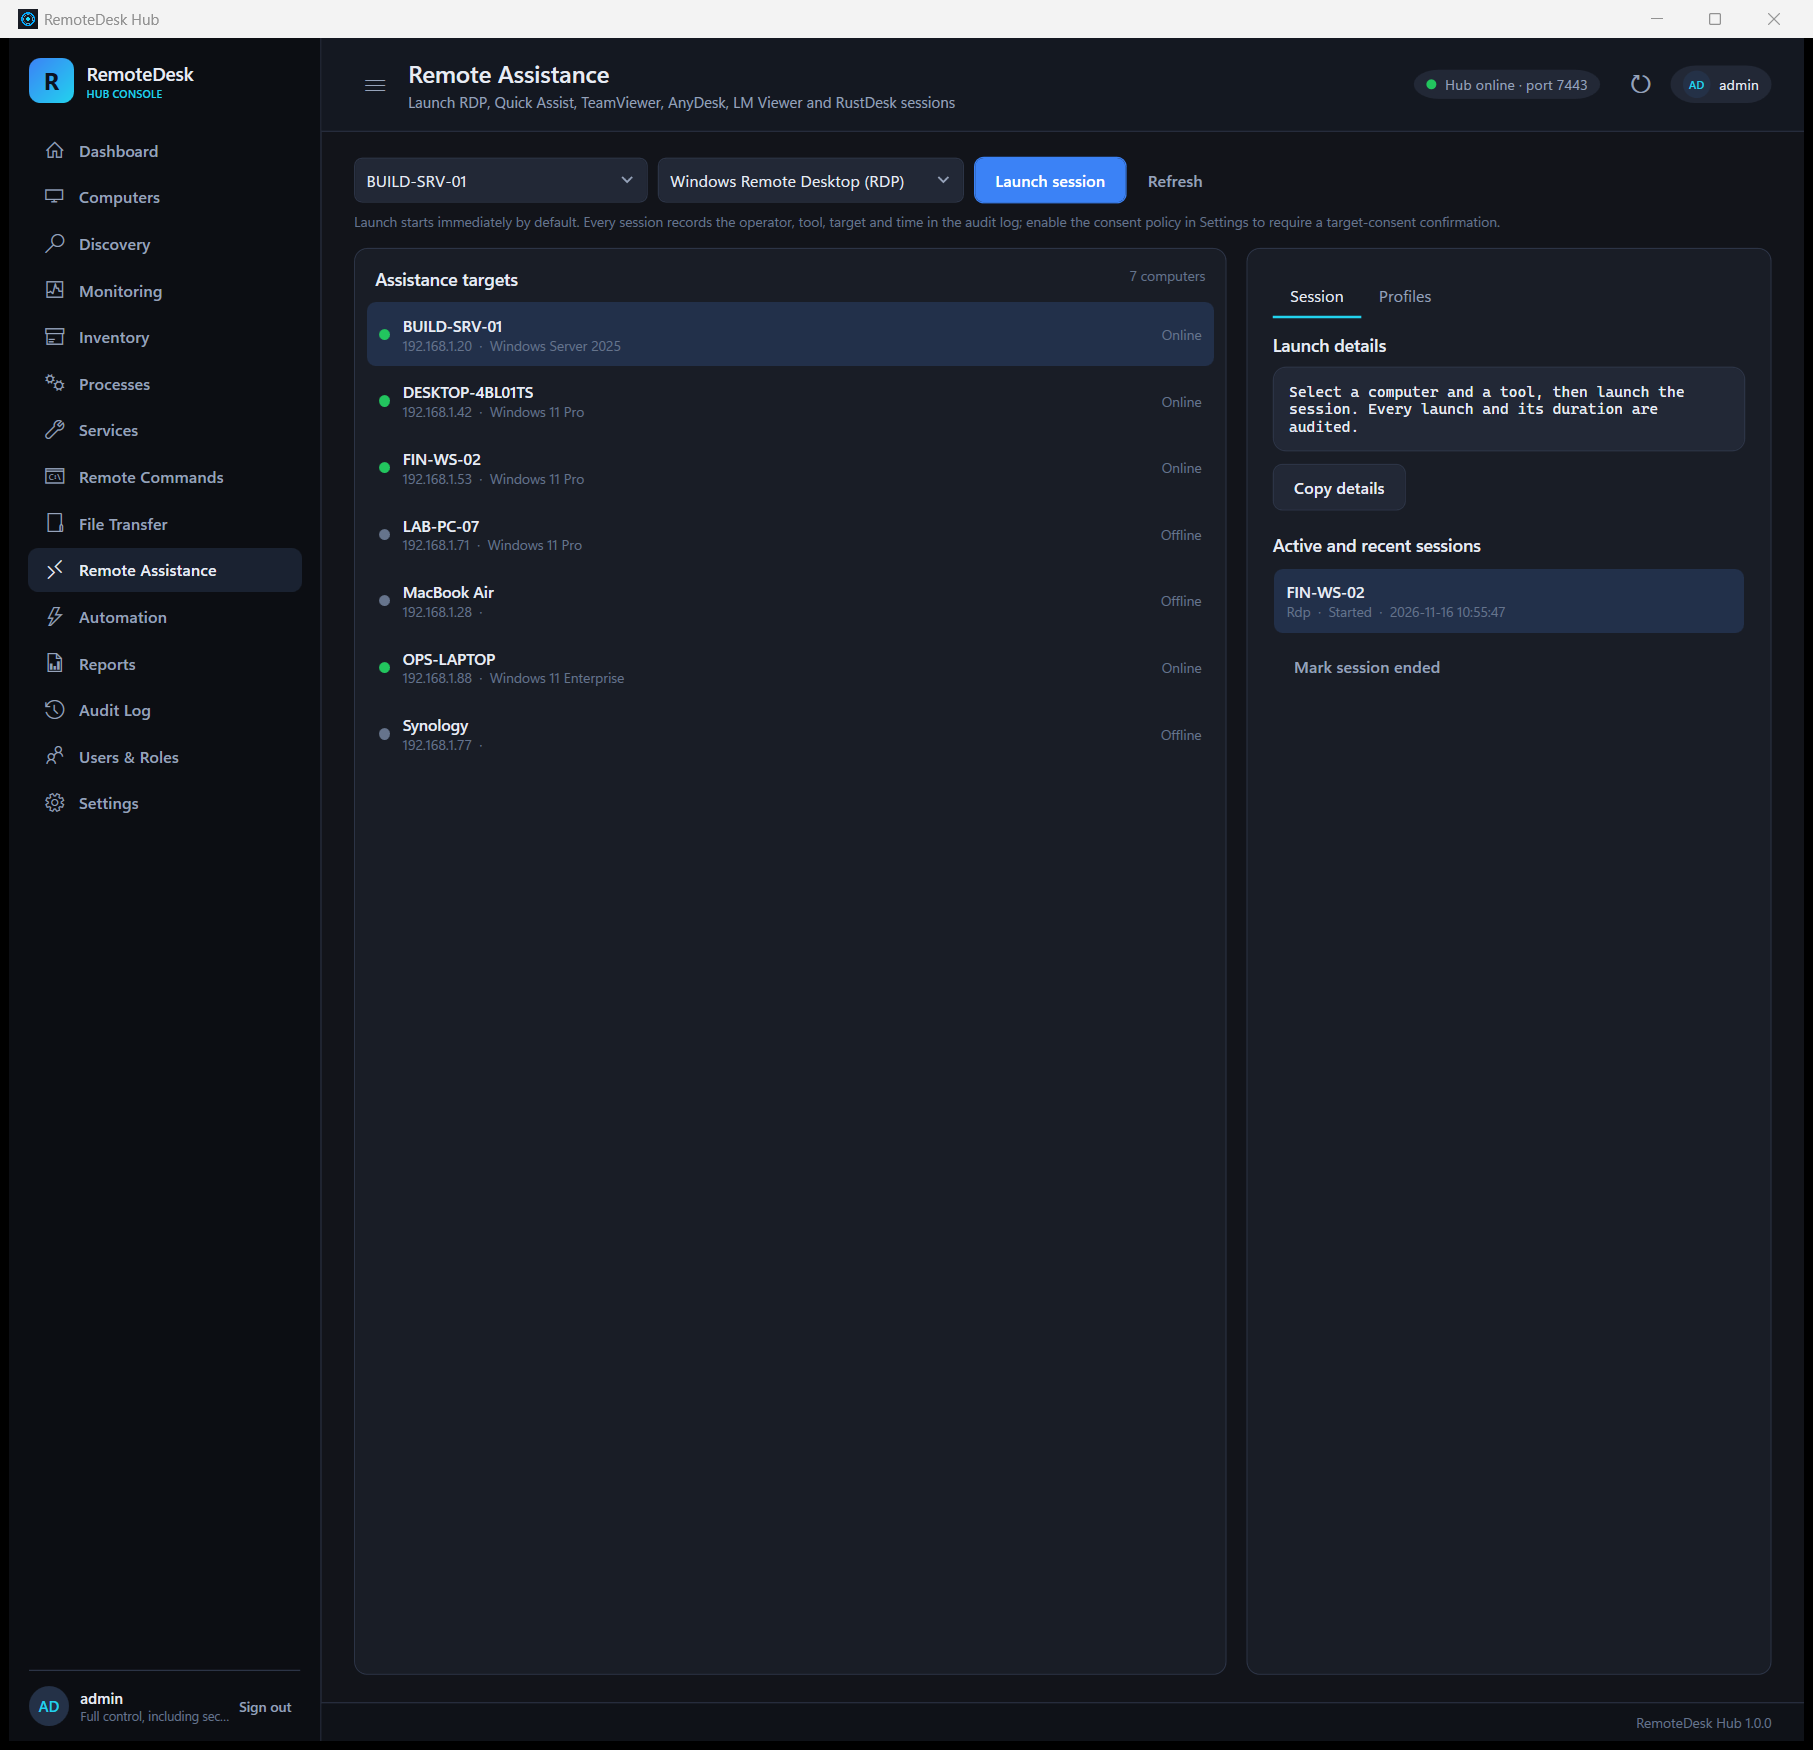 RemoteDesk Hub
R
RemoteDesk
HUB CONSOLE
Dashboard
Computers
Discovery
Monitoring
Inventory
Processes
Services
Remote Commands
File Transfer
Remote Assistance
Automation
Reports
Audit Log
Users & Roles
Settings
AD
admin
Full control, including sec...
Sign out
Remote Assistance
Launch RDP, Quick Assist, TeamViewer, AnyDesk, LM Viewer and RustDesk sessions
Hub online · port 7443
AD
admin
BUILD-SRV-01
Windows Remote Desktop (RDP)
Launch session
Refresh
Launch starts immediately by default. Every session records the operator, tool, target and time in the audit log; enable the consent policy in Settings to require a target-consent confirmation.
Assistance targets
7 computers
BUILD-SRV-01
192.168.1.20 · Windows Server 2025
Online
DESKTOP-4BL01TS
192.168.1.42 · Windows 11 Pro
Online
FIN-WS-02
192.168.1.53 · Windows 11 Pro
Online
LAB-PC-07
192.168.1.71 · Windows 11 Pro
Offline
MacBook Air
192.168.1.28 ·
Offline
OPS-LAPTOP
192.168.1.88 · Windows 11 Enterprise
Online
Synology
192.168.1.77 ·
Offline
Session
Profiles
Launch details
Select a computer and a tool, then launch the
session. Every launch and its duration are
audited.
Copy details
Active and recent sessions
FIN-WS-02
Rdp · Started · 2026-11-16 10:55:47
Mark session ended
RemoteDesk Hub 1.0.0